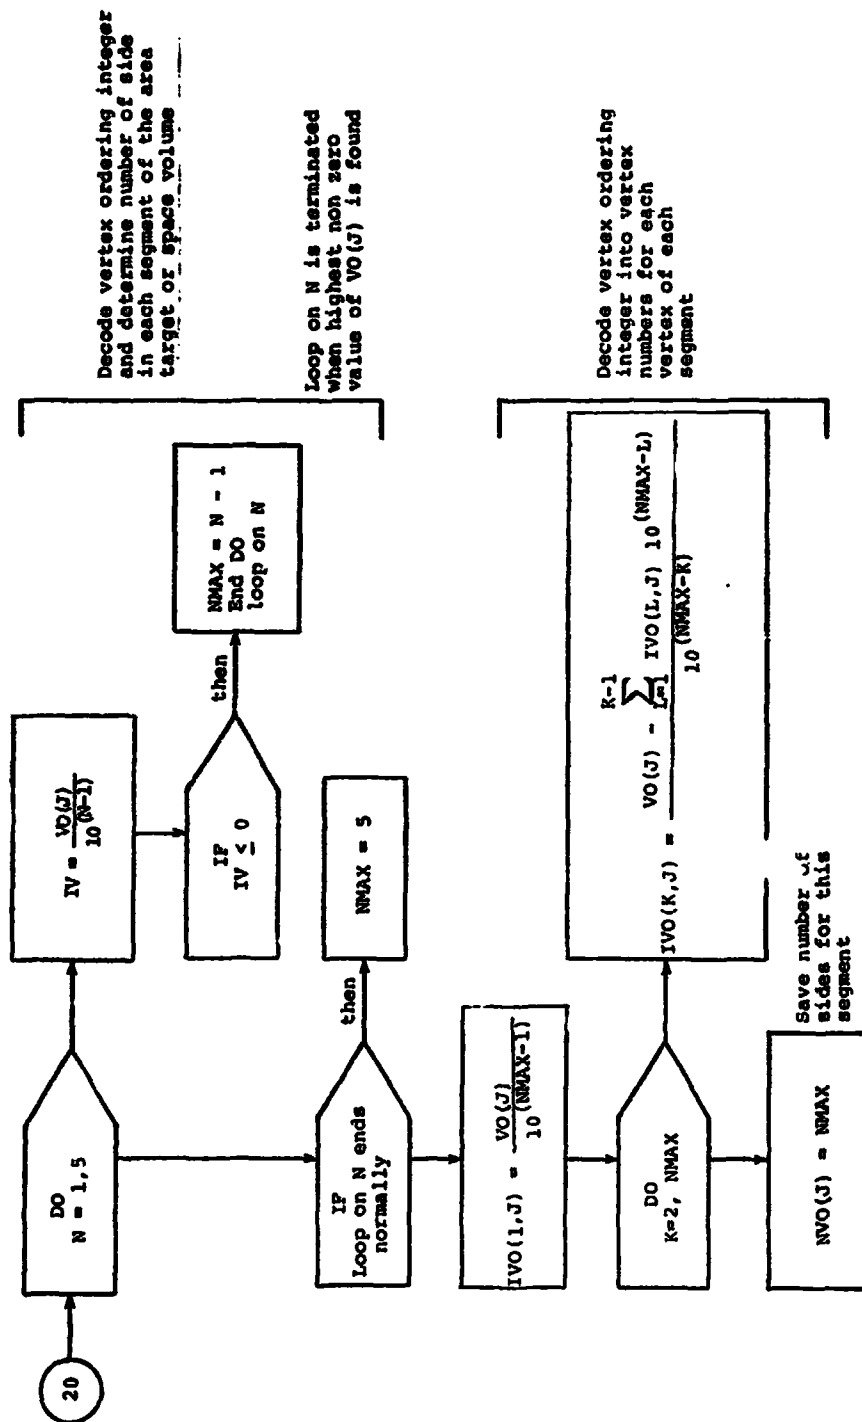 20
DO
N = 1,5
IV = VO(J)
10(N-1)
IF
IV ≤ 0
then
NMAX = N - 1
End DO
loop on N
Decode vertex ordering integer
and determine number of side
in each segment of the area
target or space volume
Loop on N is terminated
when highest non zero
value of VO(J) is found
IF
Loop on N ends
normally
then
NMAX = 5
IVO(1,J) = VO(J)
10(NMAX-1)
DO
K=2, NMAX
IVO(K,J) = VO(J) - K-1 ∑ L=1 IVO(L,J) 10(NMAX-L)
10(NMAX-K)
Decode vertex ordering
integer into vertex
numbers for each
vertex of each
segment
NVO(J) = NMAX
Save number of
sides for this
segment